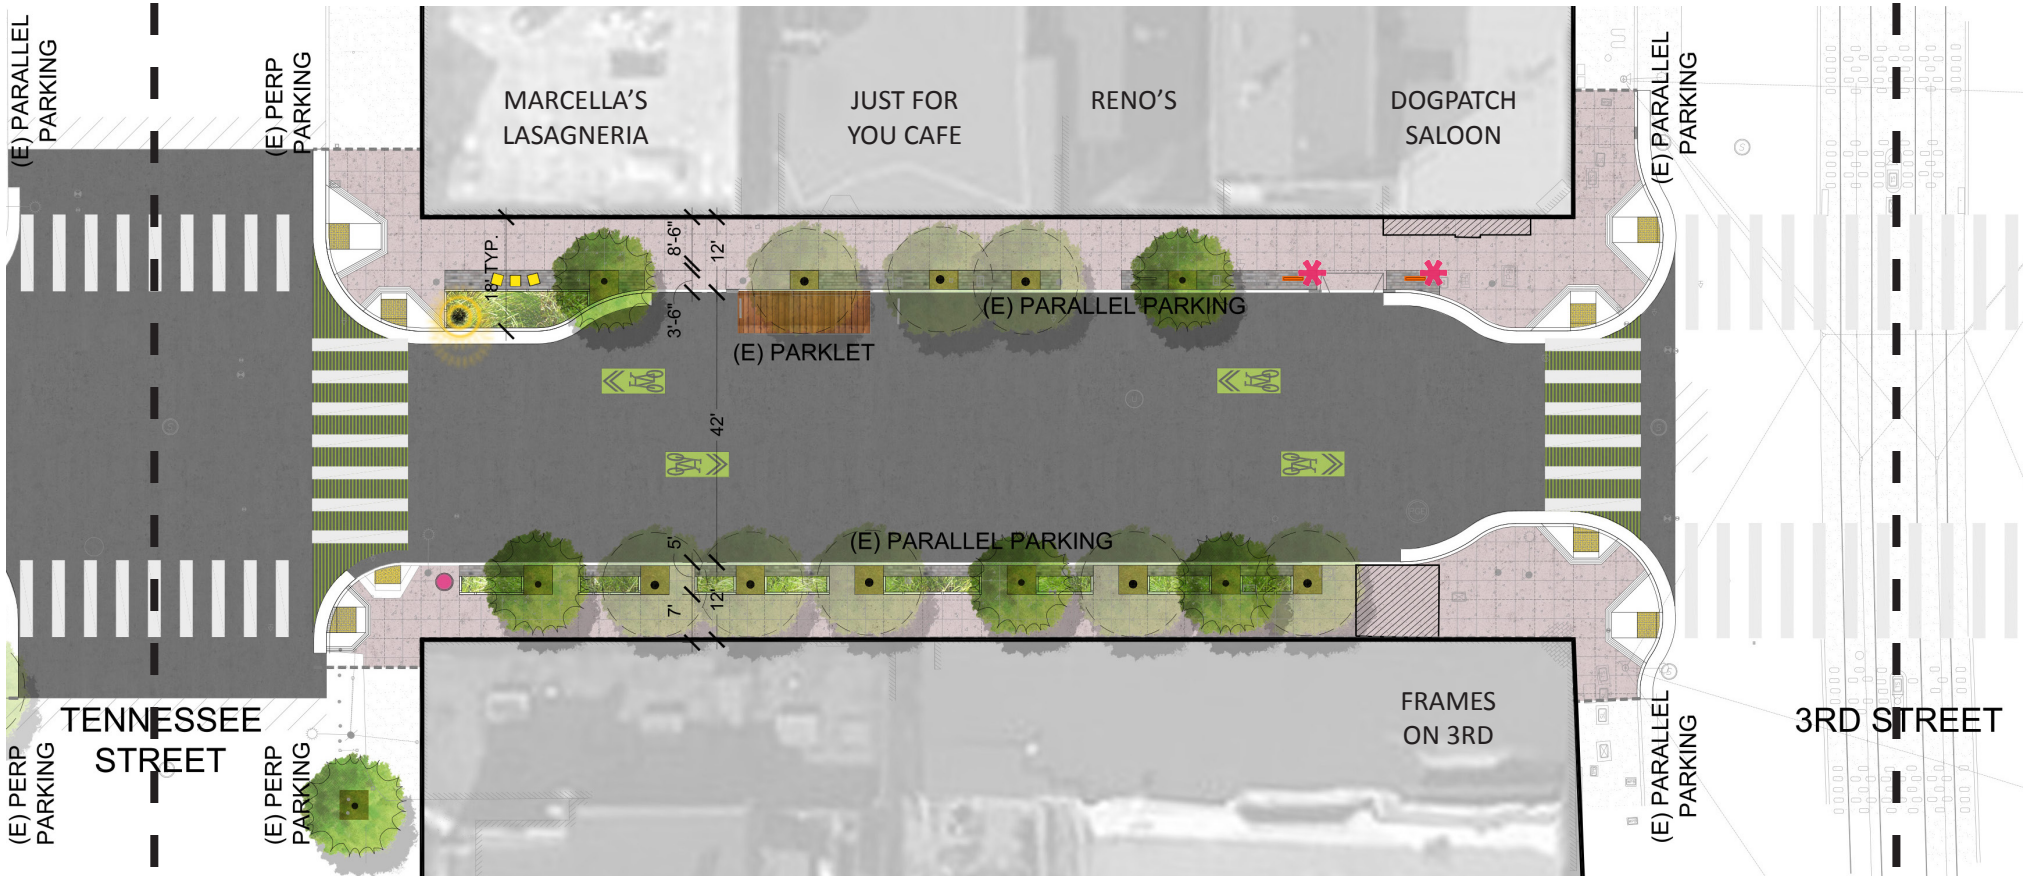 (E) PARALLEL
PARKING
(E) PERP
PARKING
MARCELLA'S
LASAGNERIA
JUST FOR
YOU CAFE
RENO'S
DOGPATCH
SALOON
(E) PARALLEL
PARKING
18' TYP.
8'-6"
12'
3'-6"
(E) PARALLEL PARKING
(E) PARKLET
42'
(E) PARALLEL PARKING
5'
7'
12'
TENNESSEE
STREET
(E) PERP
PARKING
(E) PERP
PARKING
FRAMES
ON 3RD
(E) PARALLEL
PARKING
3RD STREET